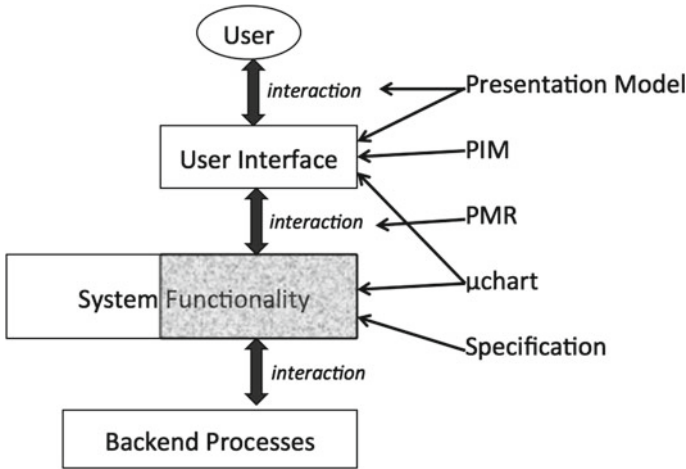 User
interaction
Presentation Model
User Interface
PIM
interaction
PMR
System Functionality
μchart
Specification
interaction
Backend Processes